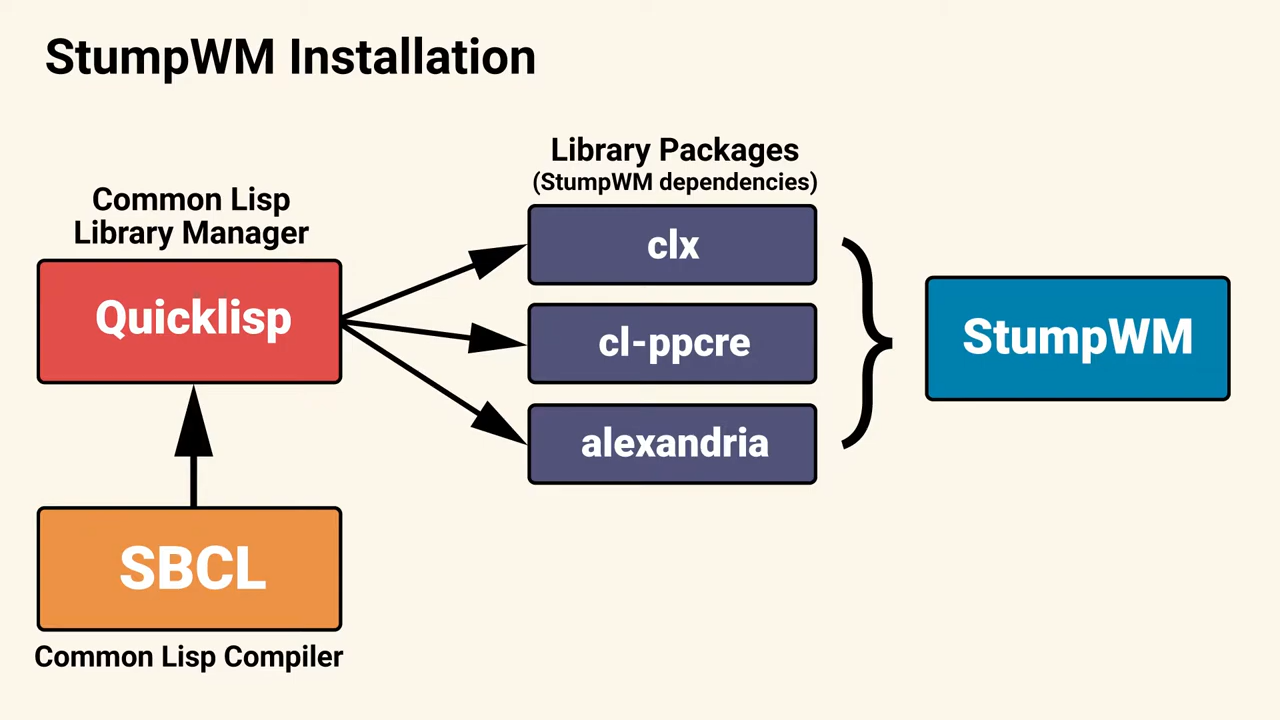 StumpWM Installation
Common Lisp
Library Manager
Quicklisp
SBCL
Common Lisp Compiler
Library Packages
(StumpWM dependencies)
clx
cl-ppcre
alexandria
StumpWM